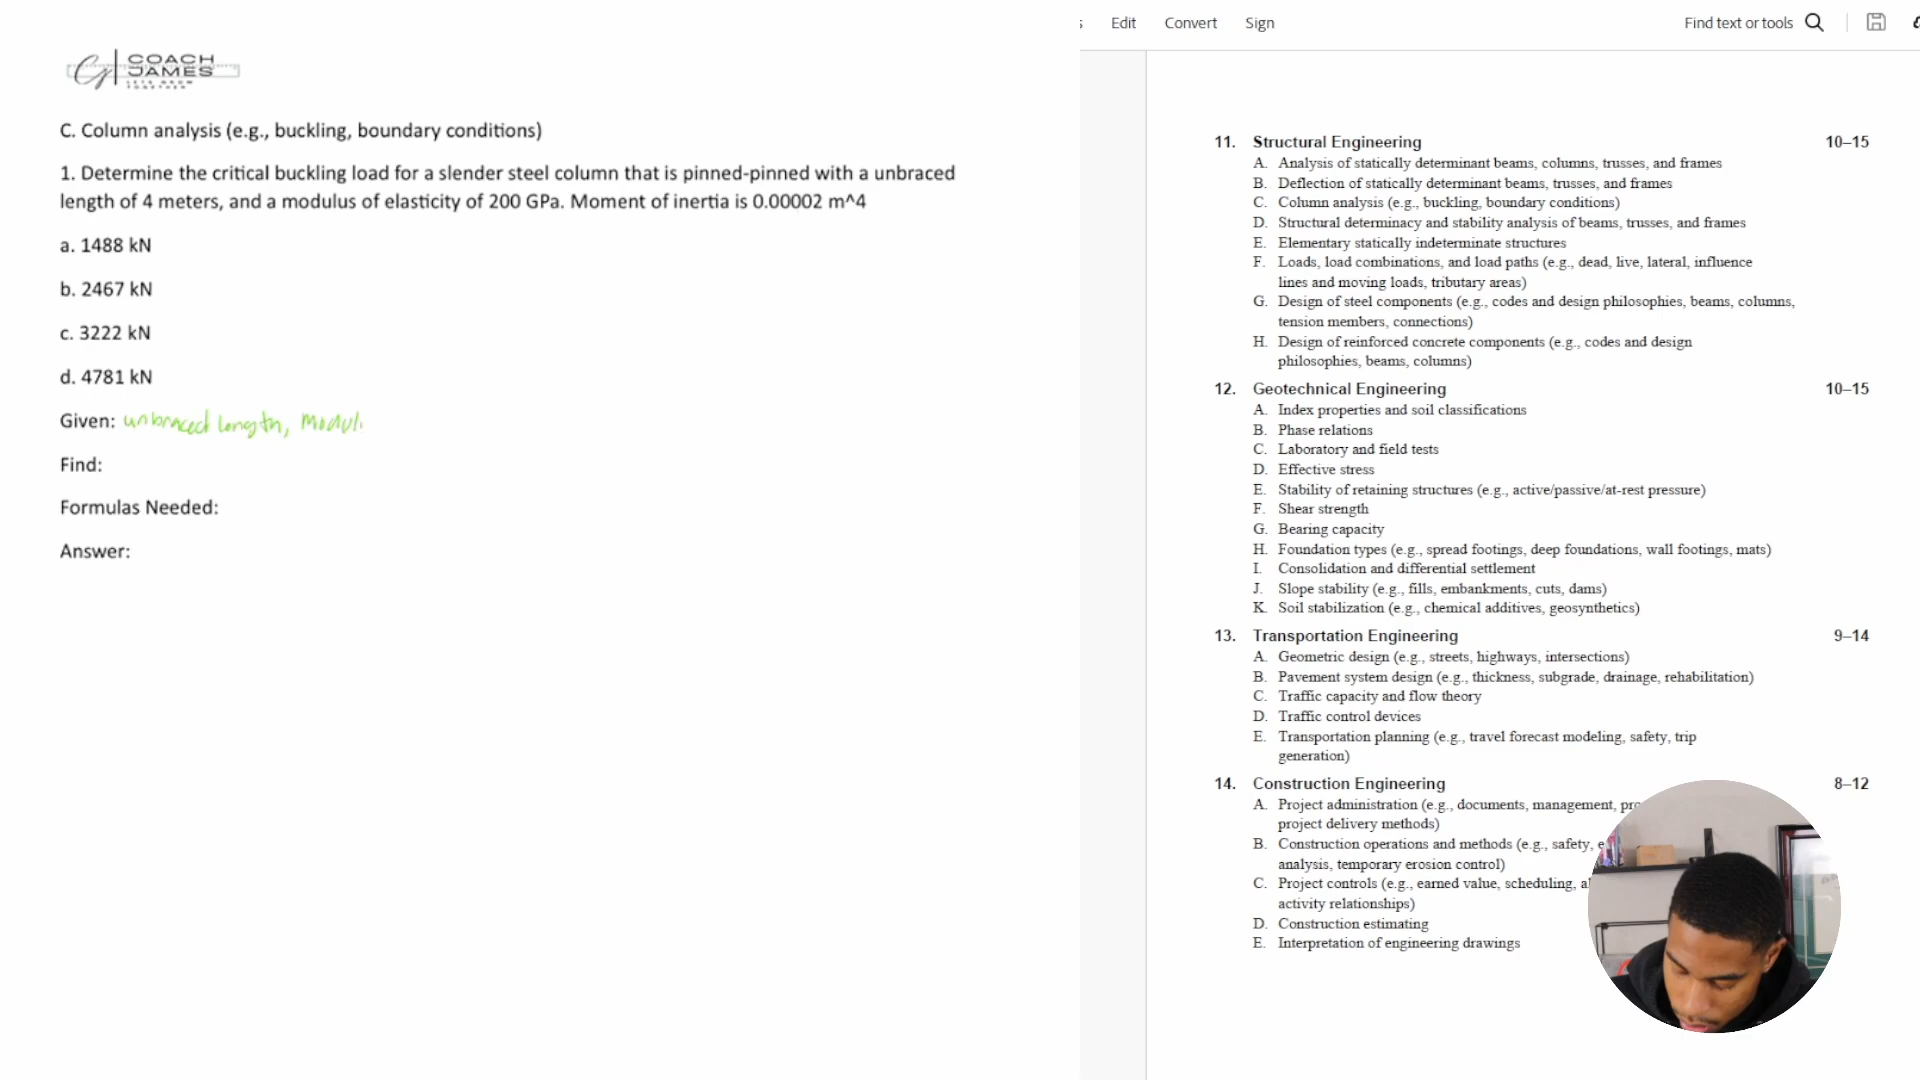 Edit Convert Sign
Find text or tools
COACH
JAMES
C. Column analysis (e.g., buckling, boundary conditions)
1. Determine the critical buckling load for a slender steel column that is pinned-pinned with a unbraced
length of 4 meters, and a modulus of elasticity of 200 GPa. Moment of inertia is 0.00002 m^4
a. 1488 kN
b. 2467 kN
c. 3222 kN
d. 4781 kN
Given: unbraced length, Moduli
Find:
Formulas Needed:
Answer:
11. Structural Engineering 10–15
A. Analysis of statically determinant beams, columns, trusses, and frames
B. Deflection of statically determinant beams, trusses, and frames
C. Column analysis (e.g., buckling, boundary conditions)
D. Structural determinacy and stability analysis of beams, trusses, and frames
E. Elementary statically indeterminate structures
F. Loads, load combinations, and load paths (e.g., dead, live, lateral, influence
lines and moving loads, tributary areas)
G. Design of steel components (e.g., codes and design philosophies, beams, columns,
tension members, connections)
H. Design of reinforced concrete components (e.g., codes and design
philosophies, beams, columns)
12. Geotechnical Engineering 10–15
A. Index properties and soil classifications
B. Phase relations
C. Laboratory and field tests
D. Effective stress
E. Stability of retaining structures (e.g., active/passive/at-rest pressure)
F. Shear strength
G. Bearing capacity
H. Foundation types (e.g., spread footings, deep foundations, wall footings, mats)
I. Consolidation and differential settlement
J. Slope stability (e.g., fills, embankments, cuts, dams)
K. Soil stabilization (e.g., chemical additives, geosynthetics)
13. Transportation Engineering 9–14
A. Geometric design (e.g., streets, highways, intersections)
B. Pavement system design (e.g., thickness, subgrade, drainage, rehabilitation)
C. Traffic capacity and flow theory
D. Traffic control devices
E. Transportation planning (e.g., travel forecast modeling, safety, trip
generation)
14. Construction Engineering 8–12
A. Project administration (e.g., documents, management,
project delivery methods)
B. Construction operations and methods (e.g., safety,
analysis, temporary erosion control)
C. Project controls (e.g., earned value, scheduling,
activity relationships)
D. Construction estimating
E. Interpretation of engineering drawings